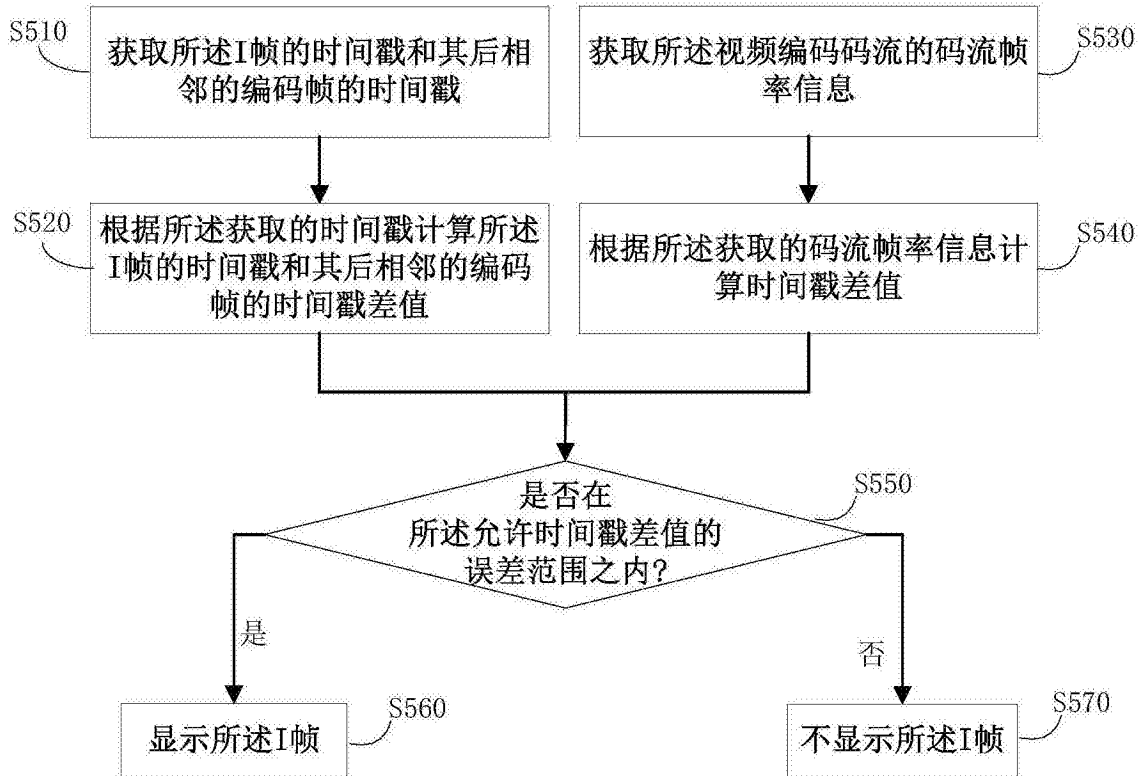 S510
获取所述I帧的时间戳和其后相
邻的编码帧的时间戳
获取所述视频编码码流的码流帧
率信息
S530
S520
根据所述获取的时间戳计算所述
I帧的时间戳和其后相邻的编码
帧的时间戳差值
根据所述获取的码流帧率信息计
算时间戳差值
S540
是否在
所述允许时间戳差值的
误差范围之内?
S550
是
否
显示所述I帧
S560
不显示所述I帧
S570